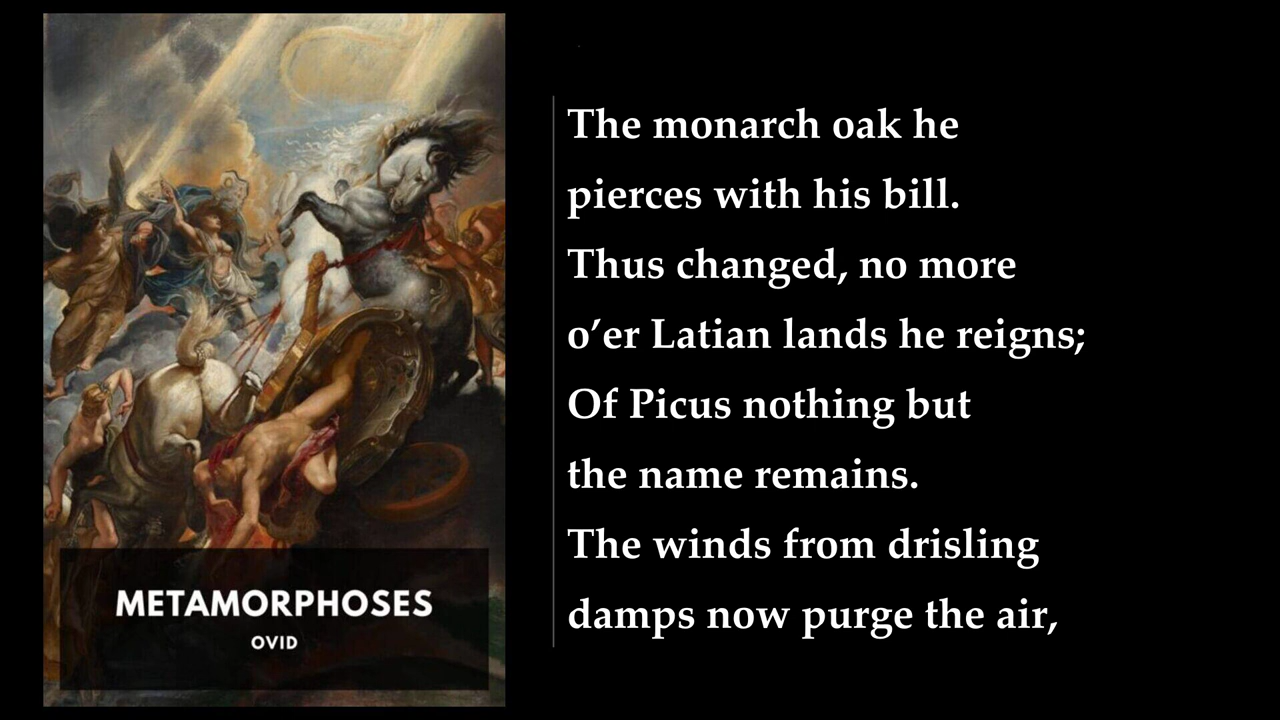 METAMORPHOSES
OVID
The monarch oak he
pierces with his bill.
Thus changed, no more
o’er Latian lands he reigns;
Of Picus nothing but
the name remains.
The winds from drisling
damps now purge the air,